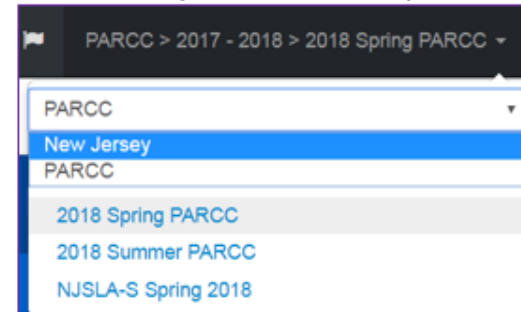 PARCC > 2017 - 2018 > 2018 Spring PARCC
PARCC
New Jersey
PARCC
2018 Spring PARCC
2018 Summer PARCC
NJSLA-S Spring 2018